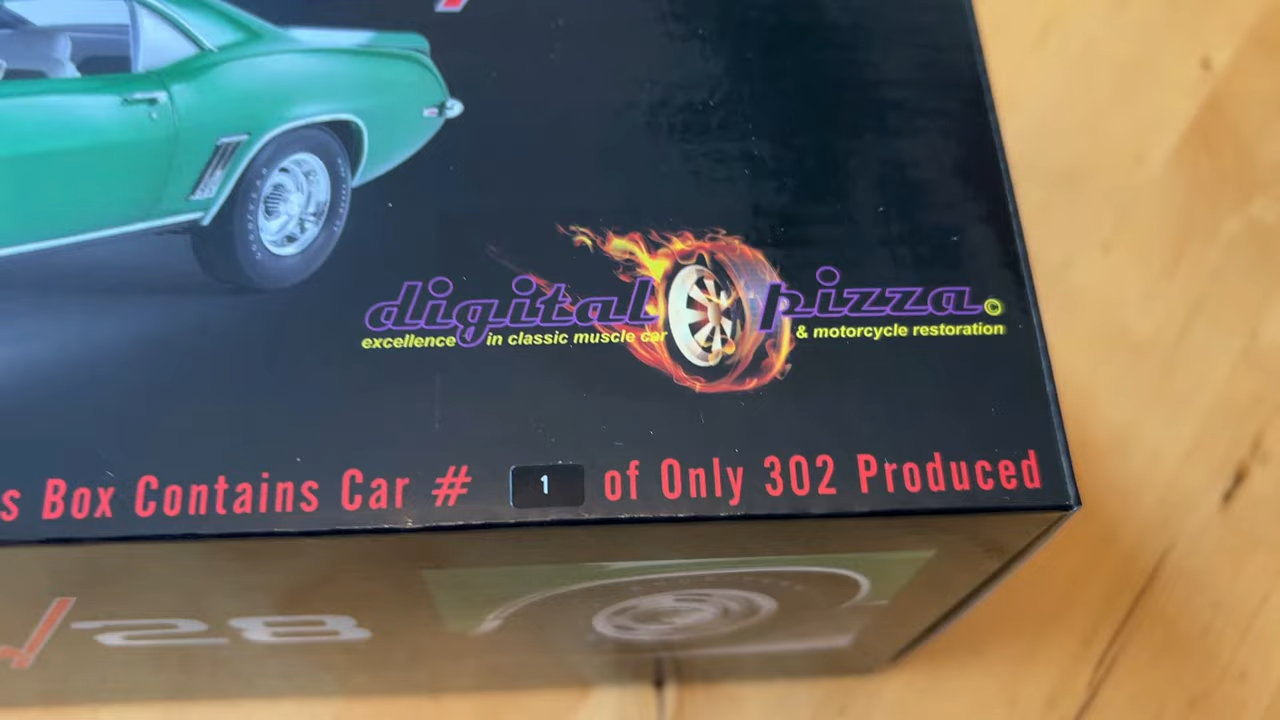 digital pizza©
excellence in classic muscle car & motorcycle restoration
s Box Contains Car # 1 of Only 302 Produced
/28